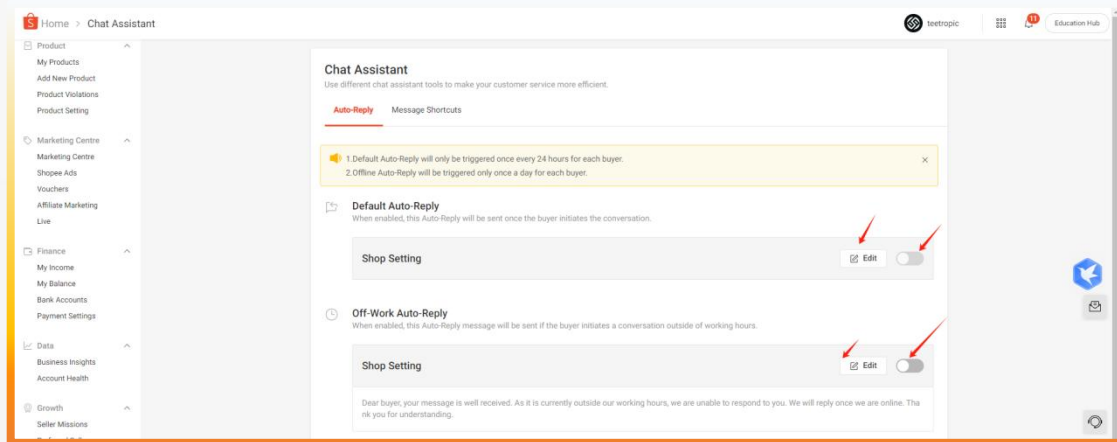 Home > Chat Assistant
teetropic
11
Education Hub
Product
My Products
Add New Product
Product Violations
Product Setting
Marketing Centre
Marketing Centre
Shopee Ads
Vouchers
Affiliate Marketing
Live
Finance
My Income
My Balance
Bank Accounts
Payment Settings
Data
Business Insights
Account Health
Growth
Seller Missions
Chat Assistant
Use different chat assistant tools to make your customer service more efficient.
Auto-Reply
Message Shortcuts
1.Default Auto-Reply will only be triggered once every 24 hours for each buyer.
2.Offline Auto-Reply will be triggered only once a day for each buyer.
Default Auto-Reply
When enabled, this Auto-Reply will be sent once the buyer initiates the conversation.
Shop Setting
Edit
Off-Work Auto-Reply
When enabled, this Auto-Reply message will be sent if the buyer initiates a conversation outside of working hours.
Shop Setting
Edit
Dear buyer, your message is well received. As it is currently outside our working hours, we are unable to respond to you. We will reply once we are online. Tha
nk you for understanding.